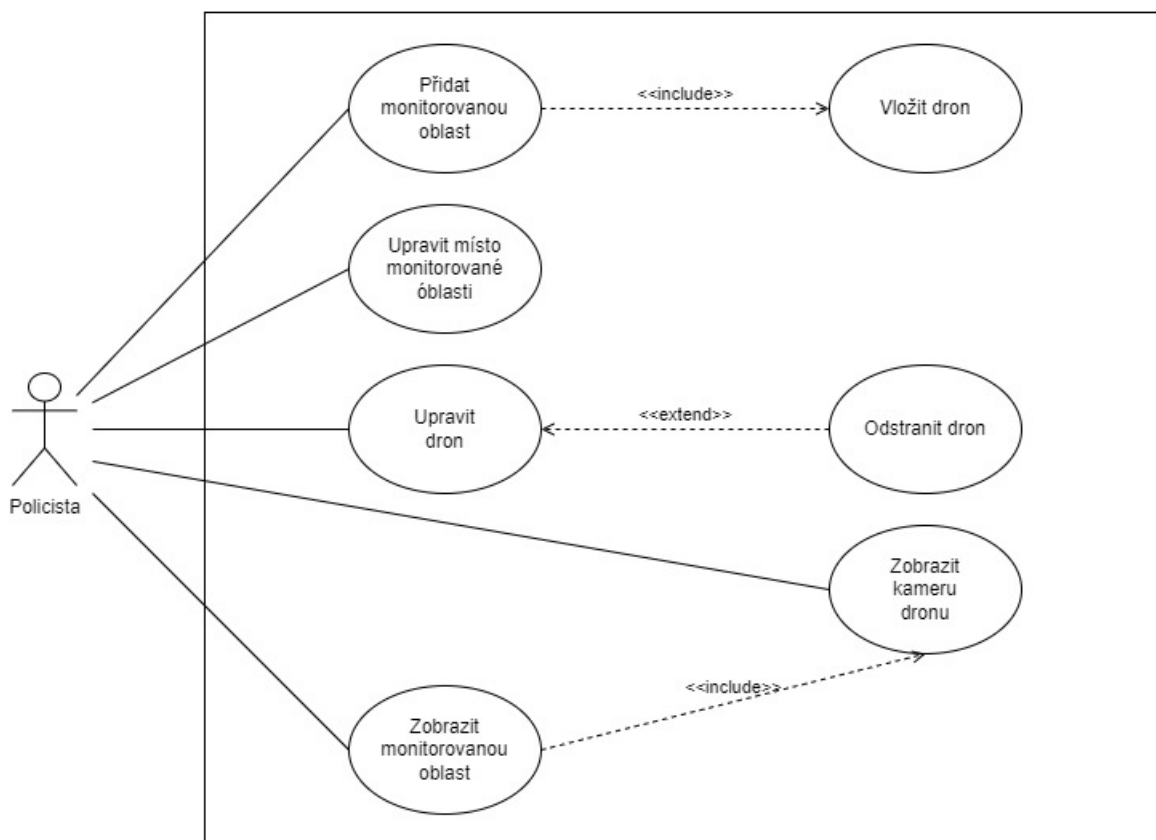 Přidat
monitorovanou
oblast
<<include>>
Vložit dron
Upravit místo
monitorované
óblasti
Upravit
dron
<<extend>>
Odstranit dron
Policista
Zobrazit
kameru
dronu
<<include>>
Zobrazit
monitorovanou
oblast